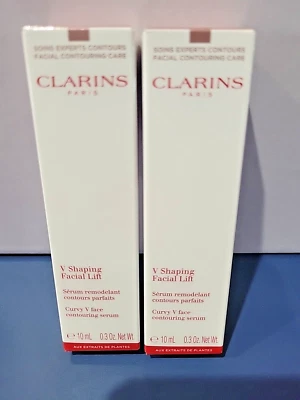 SOINS EXPERTS CONTOURS
FACIAL CONTOURING CARE
CLARINS
PARIS
V Shaping
Facial Lift
Sérum remodelant
contours parfaits
Curvy V face
contouring serum
10 mL 0.3 Oz. Net Wt.
AUX EXTRAITS DE PLANTES
SOINS EXPERTS CONTOURS
FACIAL CONTOURING CARE
CLARINS
PARIS
V Shaping
Facial Lift
Sérum remodelant
contours parfaits
Curvy V face
contouring serum
10 mL 0.3 Oz. Net Wt.
AUX EXTRAITS DE PLANTES